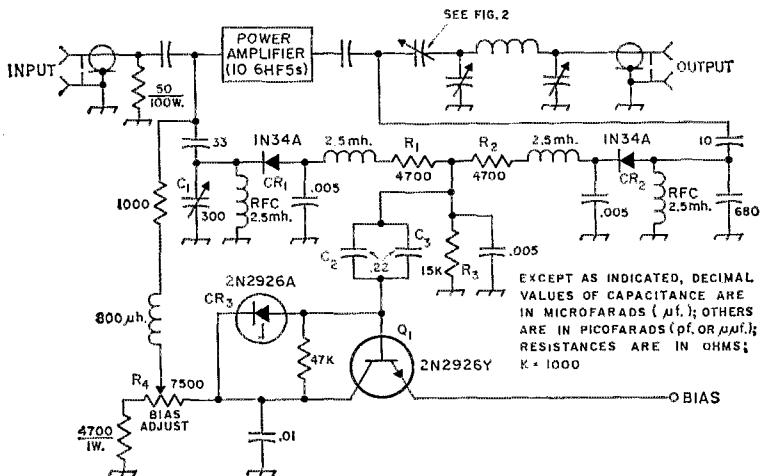 SEE FIG. 2
POWER
AMPLIFIER
(10 6HF5s)
INPUT
OUTPUT
50
100W.
33
1N34A
2.5mh.
R1
R2
2.5mh.
1N34A
10
CR1
4700
4700
CR2
1000
C1
300
RFC
2.5mh.
.005
.005
RFC
2.5mh.
680
C2
C3
.22
15K
R3
.005
2N2926A
CR3
EXCEPT AS INDICATED, DECIMAL
VALUES OF CAPACITANCE ARE
IN MICROFARADS (μf.); OTHERS
ARE IN PICOFARADS (pf. OR μμf.);
RESISTANCES ARE IN OHMS;
K = 1000
800μh.
47K
Q1
2N2926Y
R4
7500
BIAS
ADJUST
BIAS
4700
1W.
.01